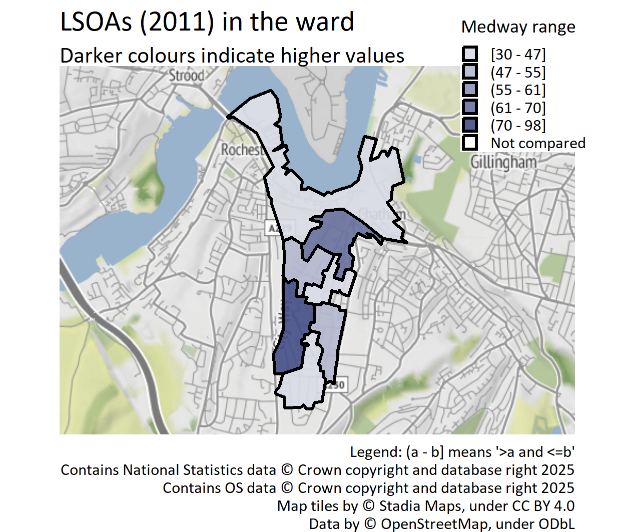 LSOAs (2011) in the ward
Darker colours indicate higher values
Medway range
[30 - 47]
(47 - 55]
(55 - 61]
(61 - 70]
(70 - 98]
Not compared
Strood
Gillingham
Legend: (a - b] means '>a and <=b'
Contains National Statistics data © Crown copyright and database right 2025
Contains OS data © Crown copyright and database right 2025
Map tiles by © Stadia Maps, under CC BY 4.0
Data by © OpenStreetMap, under ODbL